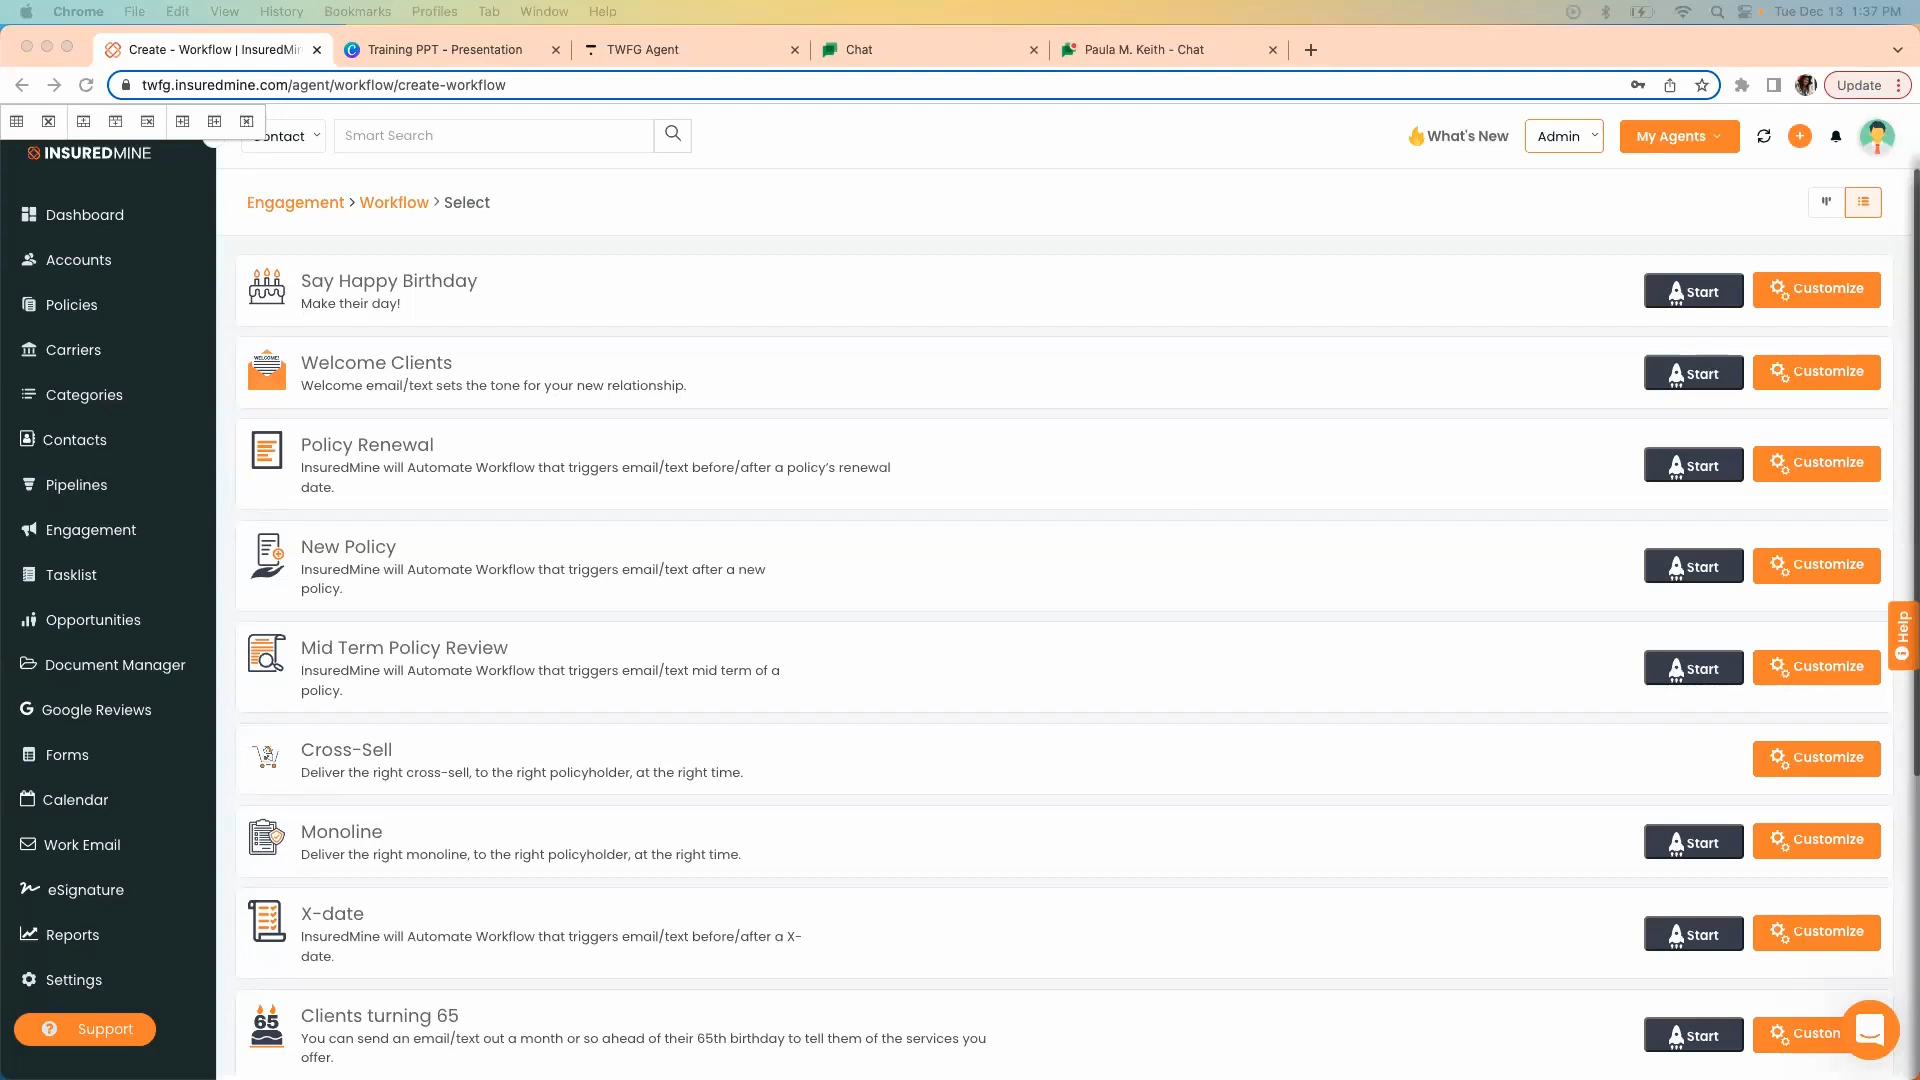 Chrome File Edit View History Bookmarks Profiles Tab Window Help Tue Dec 13 1:37 PM
Create - Workflow | InsuredMin Training PPT - Presentation TWFG Agent Chat Paula M. Keith - Chat
twfg.insuredmine.com/agent/workflow/create-workflow Update
ontact Smart Search What's New Admin My Agents
INSUREDMINE
Engagement > Workflow > Select
Dashboard
Accounts
Policies
Carriers
Categories
Contacts
Pipelines
Engagement
Tasklist
Opportunities
Document Manager
Google Reviews
Forms
Calendar
Work Email
eSignature
Reports
Settings
Support
Say Happy Birthday
Make their day!
Start Customize
WELCOME!
Welcome Clients
Welcome email/text sets the tone for your new relationship.
Start Customize
Policy Renewal
InsuredMine will Automate Workflow that triggers email/text before/after a policy’s renewal
date.
Start Customize
New Policy
InsuredMine will Automate Workflow that triggers email/text after a new
policy.
Start Customize
Mid Term Policy Review
InsuredMine will Automate Workflow that triggers email/text mid term of a
policy.
Start Customize
Cross-Sell
Deliver the right cross-sell, to the right policyholder, at the right time.
Customize
Monoline
Deliver the right monoline, to the right policyholder, at the right time.
Start Customize
X-date
InsuredMine will Automate Workflow that triggers email/text before/after a X-
date.
Start Customize
65
Clients turning 65
You can send an email/text out a month or so ahead of their 65th birthday to tell them of the services you
offer.
Start Custon
Help